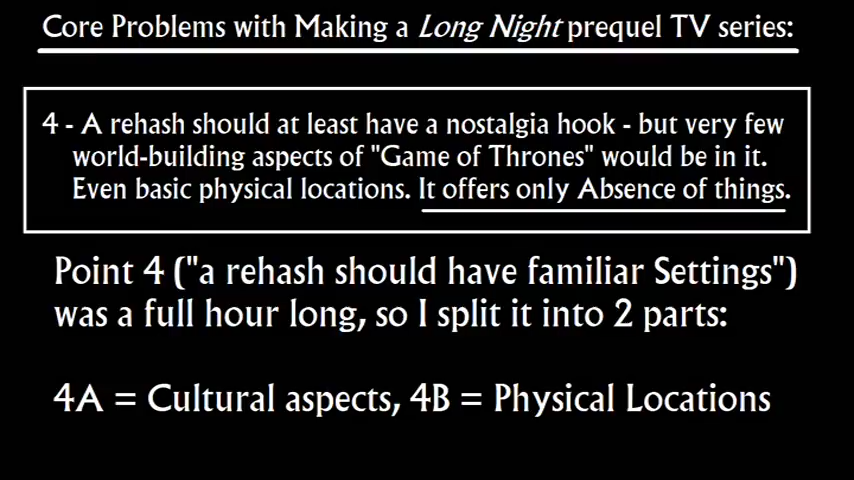 Core Problems with Making a Long Night prequel TV series:
4 - A rehash should at least have a nostalgia hook - but very few
world-building aspects of "Game of Thrones" would be in it.
Even basic physical locations. It offers only Absence of things.
Point 4 ("a rehash should have familiar Settings")
was a full hour long, so I split it into 2 parts:
4A = Cultural aspects, 4B = Physical Locations